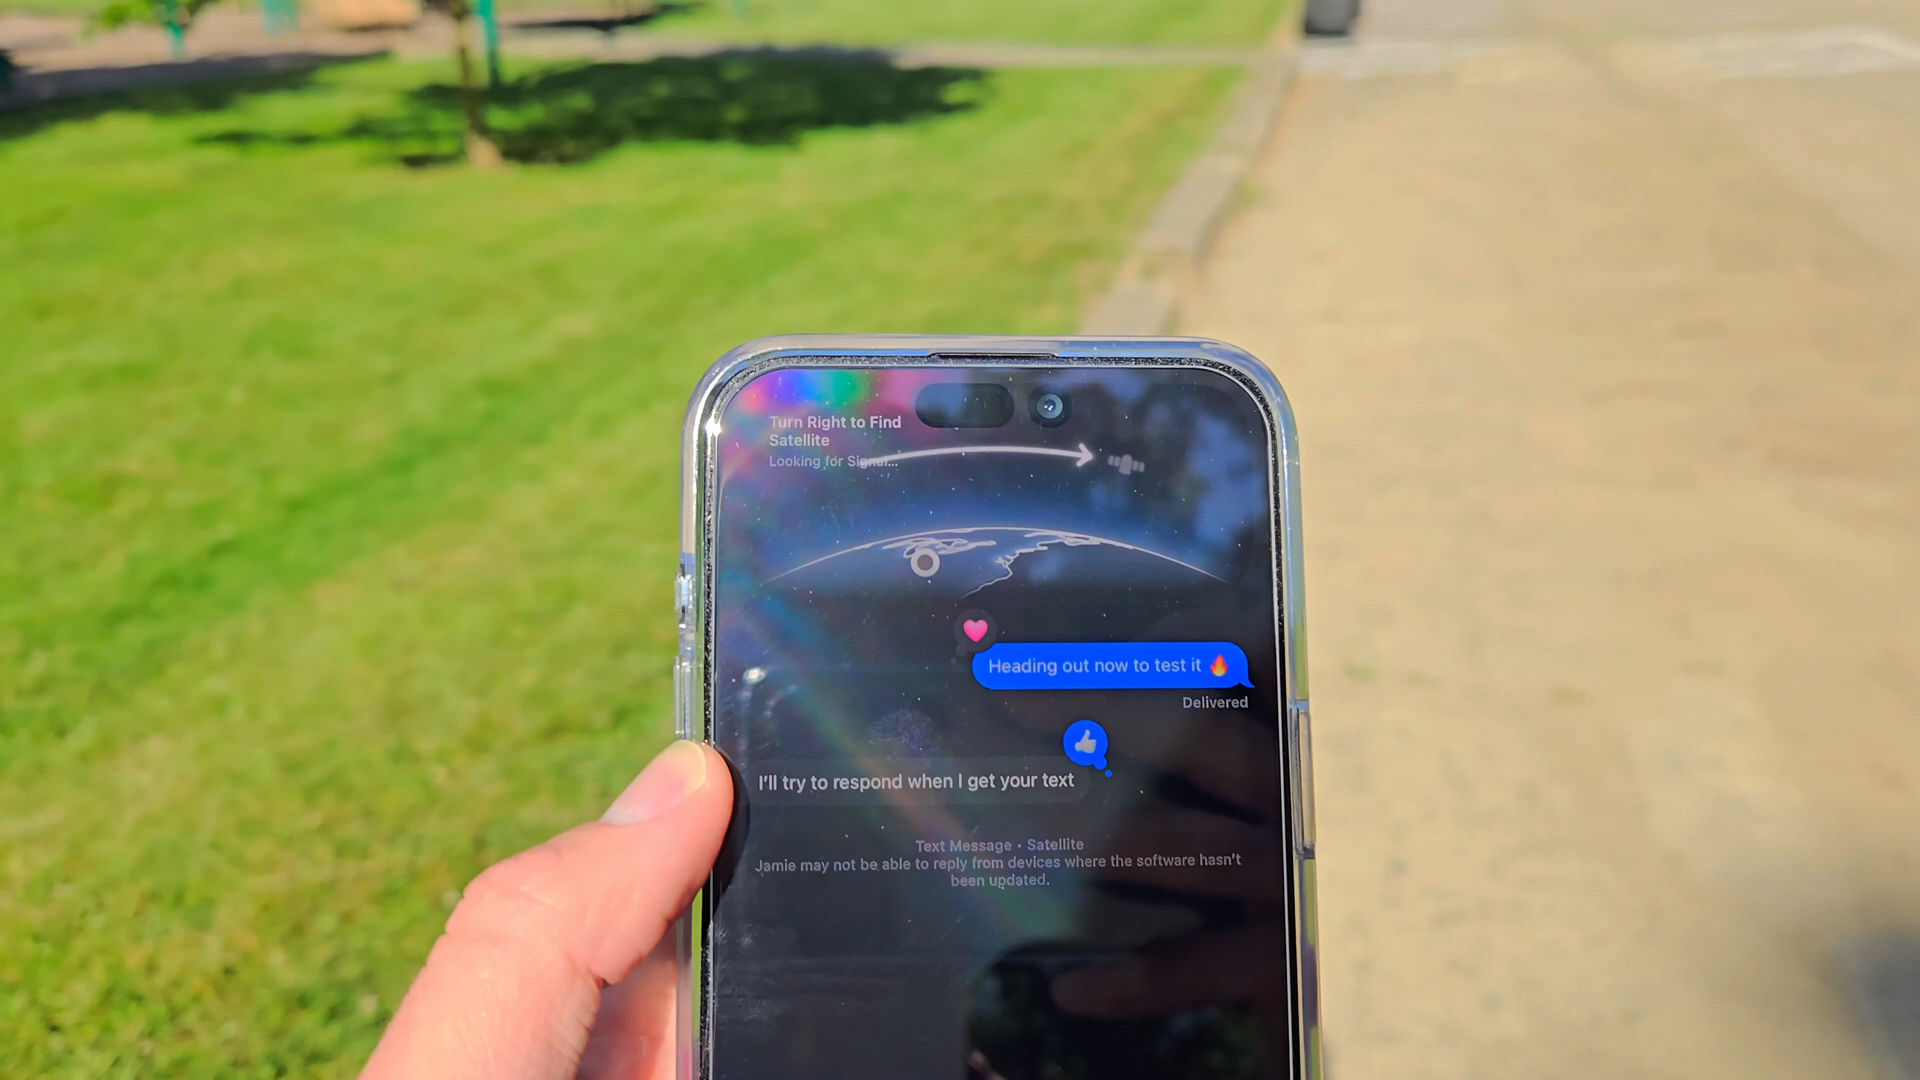 Turn Right to Find
Satellite
Looking for Signal...
Heading out now to test it 🔥
Delivered
I'll try to respond when I get your text
Text Message • Satellite
Jamie may not be able to reply from devices where the software hasn't
been updated.